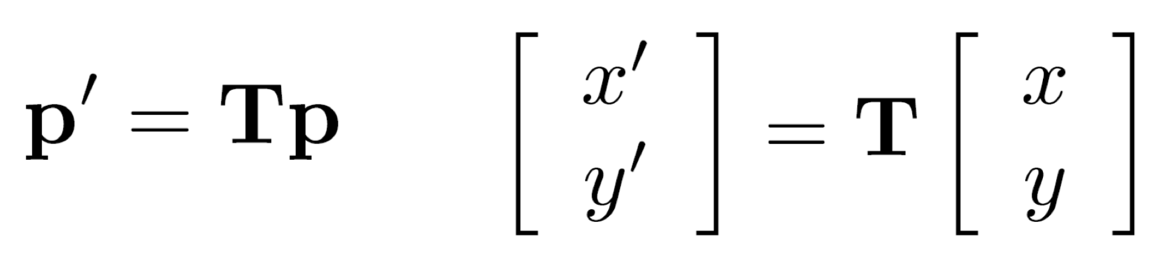 p′ = Tp
[ x′ y′ ] = T [ x y ]